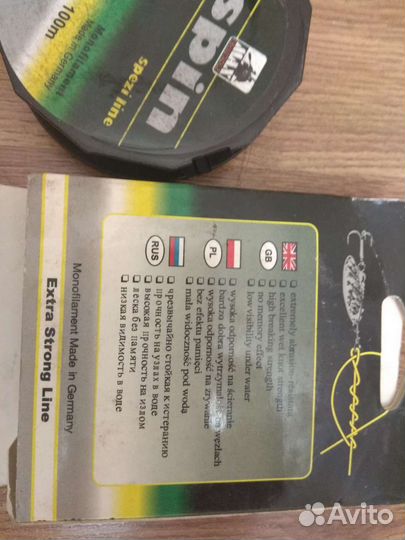 spin
spezi line
Monofilament
Made in Germany
100m
GB
□ extremely abrasion resistant
□ excellent wet knot strength
□ high breaking strength
□ no memory effect
□ low visibility under water
PL
□ wysoka odporność na ścieranie
□ bardzo dobra wytrzymałość na węzłach
□ wysoka odporność na zrywanie
□ bez efektu pamięci
□ mała widoczność pod wodą
RUS
□ чрезвычайно стойкая к истеранию
□ прочность на узлах в воде
□ высокая прочность на излом
□ леска без памяти
□ низкая видимость в воде
Monofilament Made in Germany
Extra Strong Line
Avito